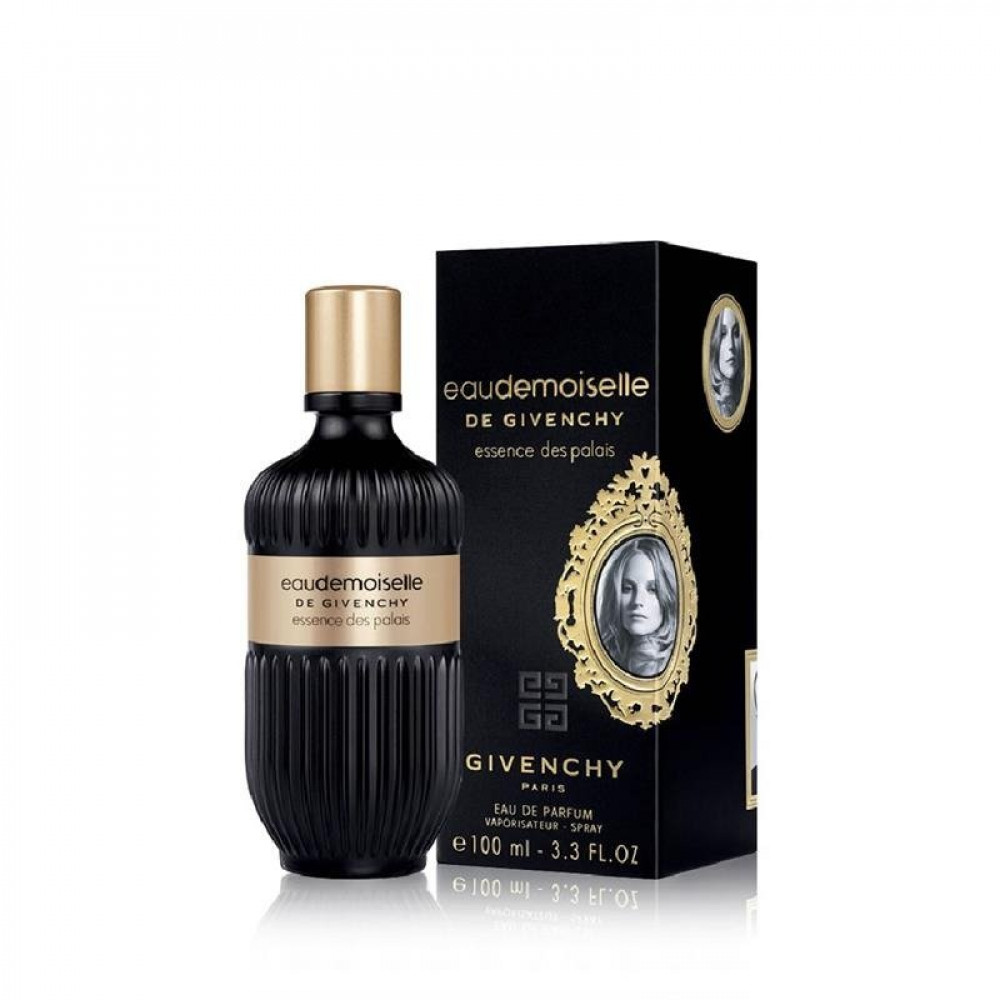 eaudemoiselle
DE GIVENCHY
essence des palais
eaudemoiselle
DE GIVENCHY
essence des palais
GIVENCHY
PARIS
EAU DE PARFUM
VAPORISATEUR - SPRAY
e 100 ml - 3.3 FL.OZ